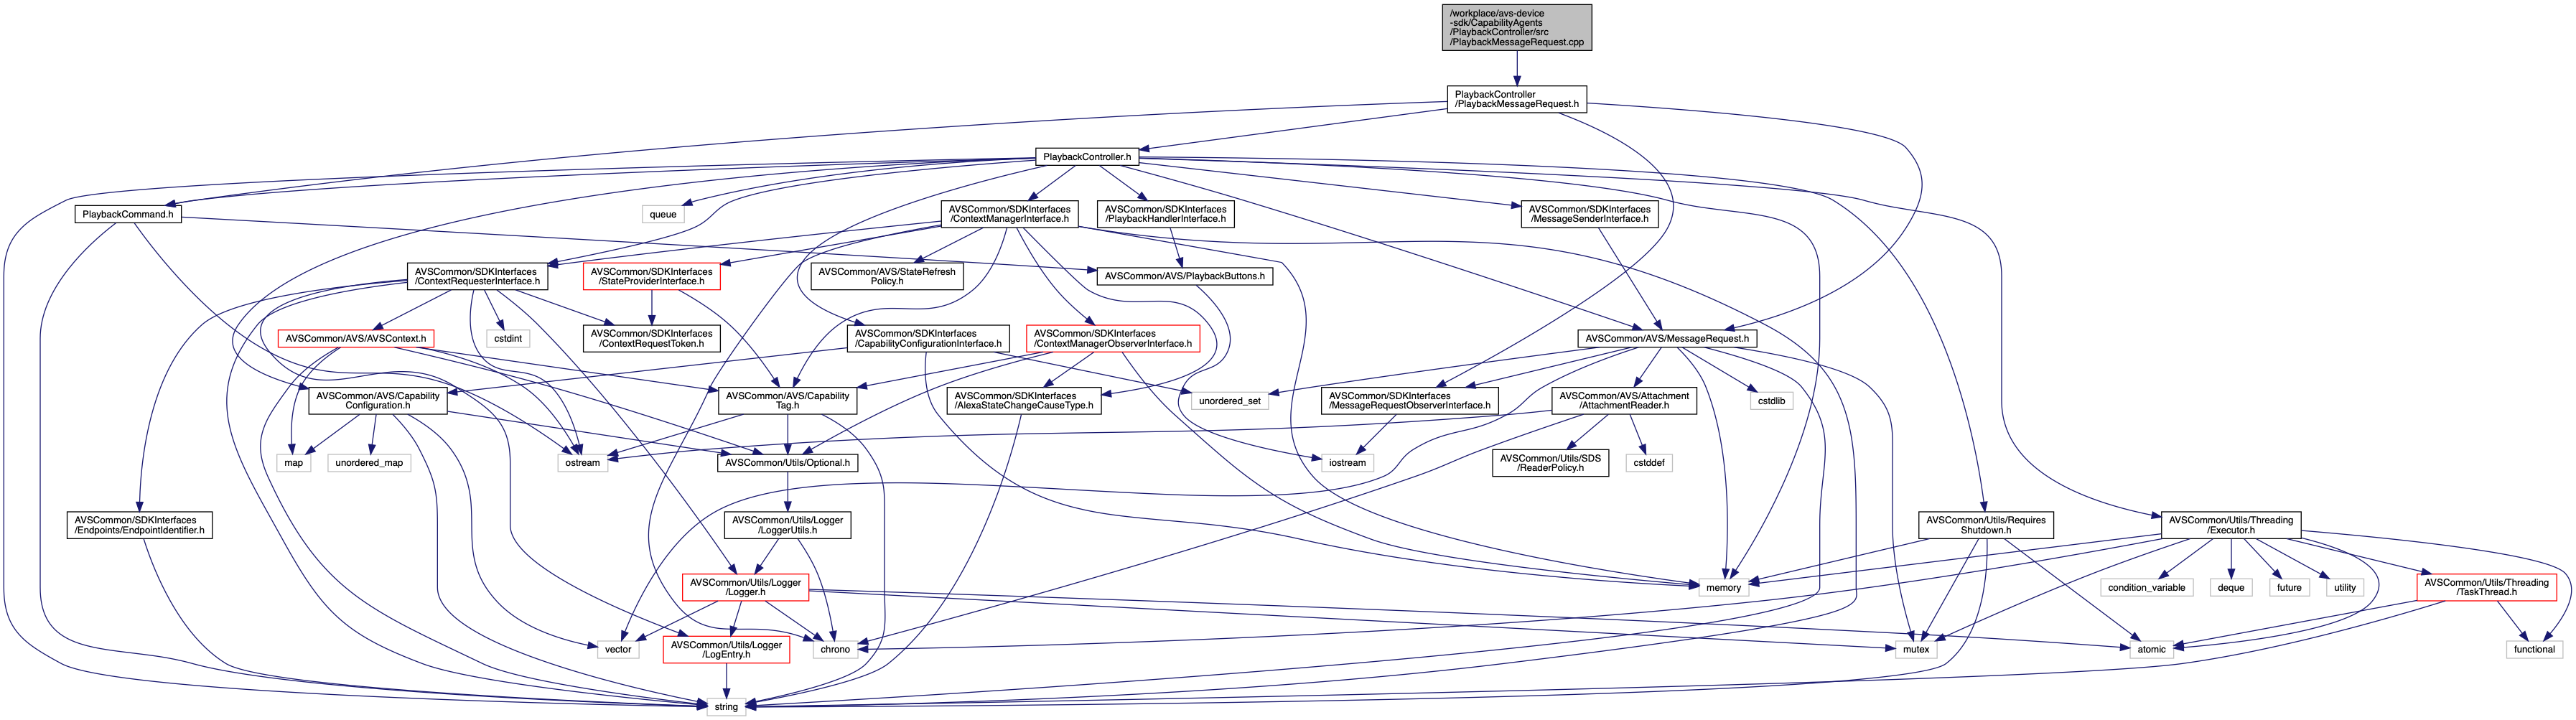 /workplace/avs-device
-sdk/CapabilityAgents
/PlaybackController/src
/PlaybackMessageRequest.cpp
PlaybackController
/PlaybackMessageRequest.h
PlaybackController.h
PlaybackCommand.h
queue
AVSCommon/SDKInterfaces
/ContextManagerInterface.h
AVSCommon/SDKInterfaces
/PlaybackHandlerInterface.h
AVSCommon/SDKInterfaces
/MessageSenderInterface.h
AVSCommon/SDKInterfaces
/ContextRequesterInterface.h
AVSCommon/SDKInterfaces
/StateProviderInterface.h
AVSCommon/AVS/StateRefresh
Policy.h
AVSCommon/AVS/PlaybackButtons.h
AVSCommon/AVS/AVSContext.h
cstdint
AVSCommon/SDKInterfaces
/ContextRequestToken.h
AVSCommon/SDKInterfaces
/CapabilityConfigurationInterface.h
AVSCommon/SDKInterfaces
/ContextManagerObserverInterface.h
AVSCommon/AVS/MessageRequest.h
AVSCommon/AVS/Capability
Configuration.h
AVSCommon/AVS/Capability
Tag.h
AVSCommon/SDKInterfaces
/AlexaStateChangeCauseType.h
unordered_set
AVSCommon/SDKInterfaces
/MessageRequestObserverInterface.h
AVSCommon/AVS/Attachment
/AttachmentReader.h
cstdlib
map
unordered_map
ostream
AVSCommon/Utils/Optional.h
iostream
AVSCommon/Utils/SDS
/ReaderPolicy.h
cstddef
AVSCommon/SDKInterfaces
/Endpoints/EndpointIdentifier.h
AVSCommon/Utils/Logger
/LoggerUtils.h
AVSCommon/Utils/Requires
Shutdown.h
AVSCommon/Utils/Threading
/Executor.h
AVSCommon/Utils/Logger
/Logger.h
memory
condition_variable
deque
future
utility
AVSCommon/Utils/Threading
/TaskThread.h
vector
AVSCommon/Utils/Logger
/LogEntry.h
chrono
mutex
atomic
functional
string